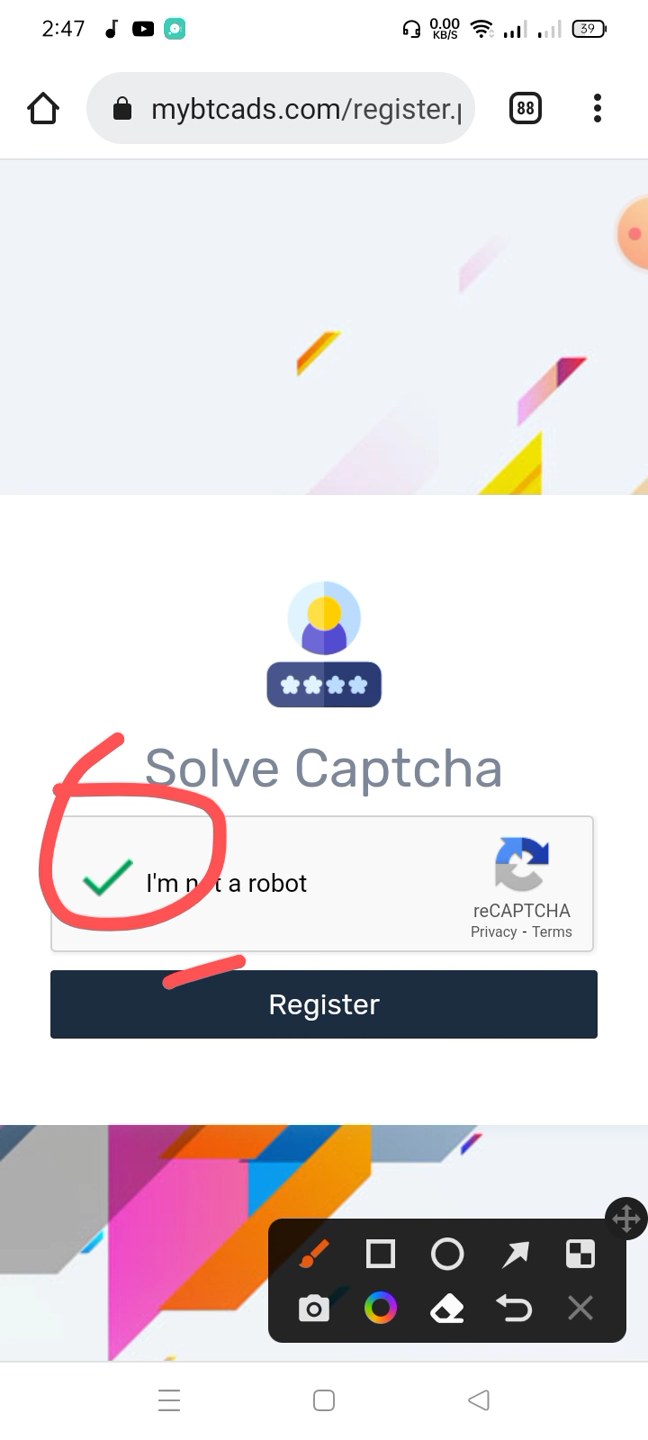 2:47
0.00
KB/S
39
mybtcads.com/register.p
88
Solve Captcha
I'm not a robot
reCAPTCHA
Privacy - Terms
Register